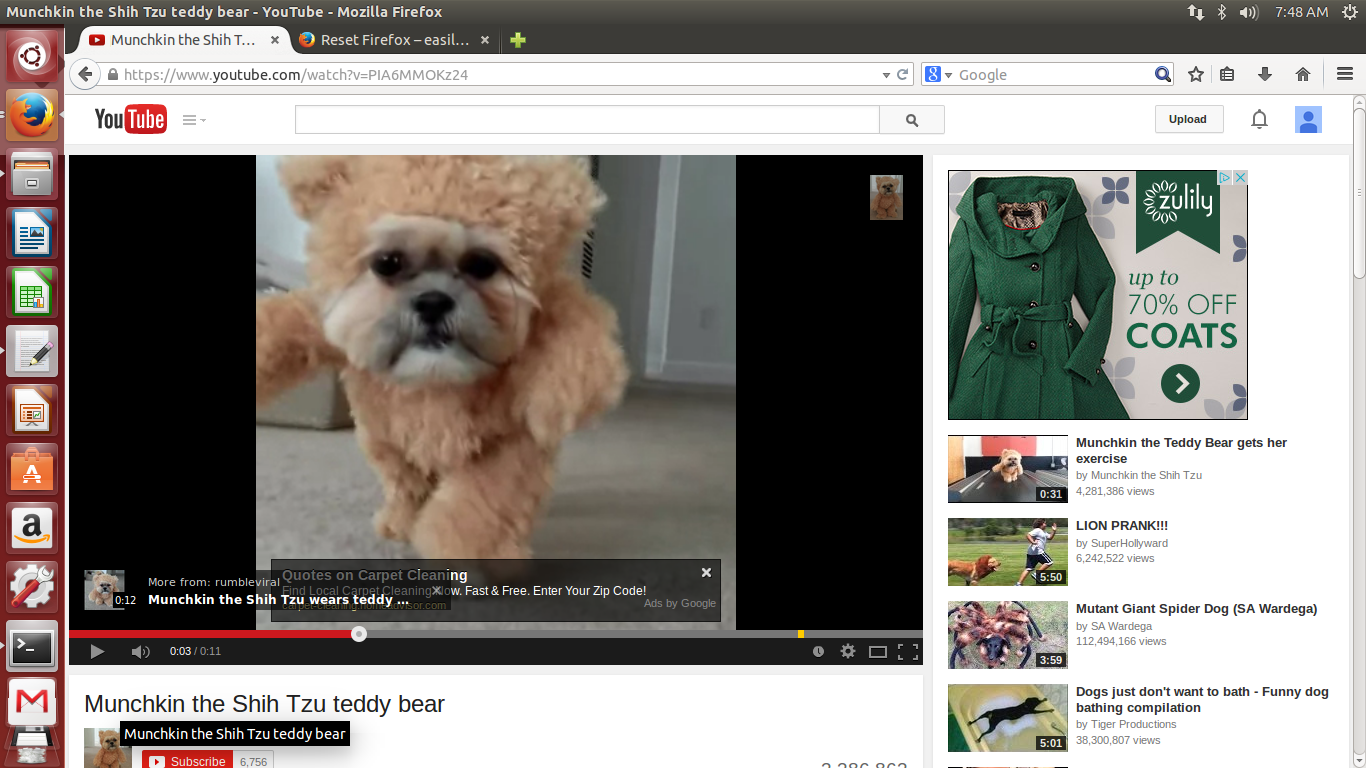 Munchkin the Shih Tzu teddy bear - YouTube - Mozilla Firefox
7:48 AM
Munchkin the Shih T…
Reset Firefox – easil…
https://www.youtube.com/watch?v=PIA6MMOKz24
Google
YouTube
Upload
More from: rumbleviral
Munchkin the Shih Tzu wears teddy ...
0:12
Quotes on Carpet Cleaning
Find Local Carpet Cleaning Now. Fast & Free. Enter Your Zip Code!
carpet-cleaning.homeadvisor.com
Ads by Google
0:03 / 0:11
Munchkin the Shih Tzu teddy bear
Munchkin the Shih Tzu teddy bear
Subscribe
6,756
zulily
up to
70% OFF
COATS
Munchkin the Teddy Bear gets her
exercise
by Munchkin the Shih Tzu
4,281,386 views
0:31
LION PRANK!!!
by SuperHollyward
6,242,522 views
5:50
Mutant Giant Spider Dog (SA Wardega)
by SA Wardega
112,494,166 views
3:59
Dogs just don't want to bath - Funny dog
bathing compilation
by Tiger Productions
38,300,807 views
5:01